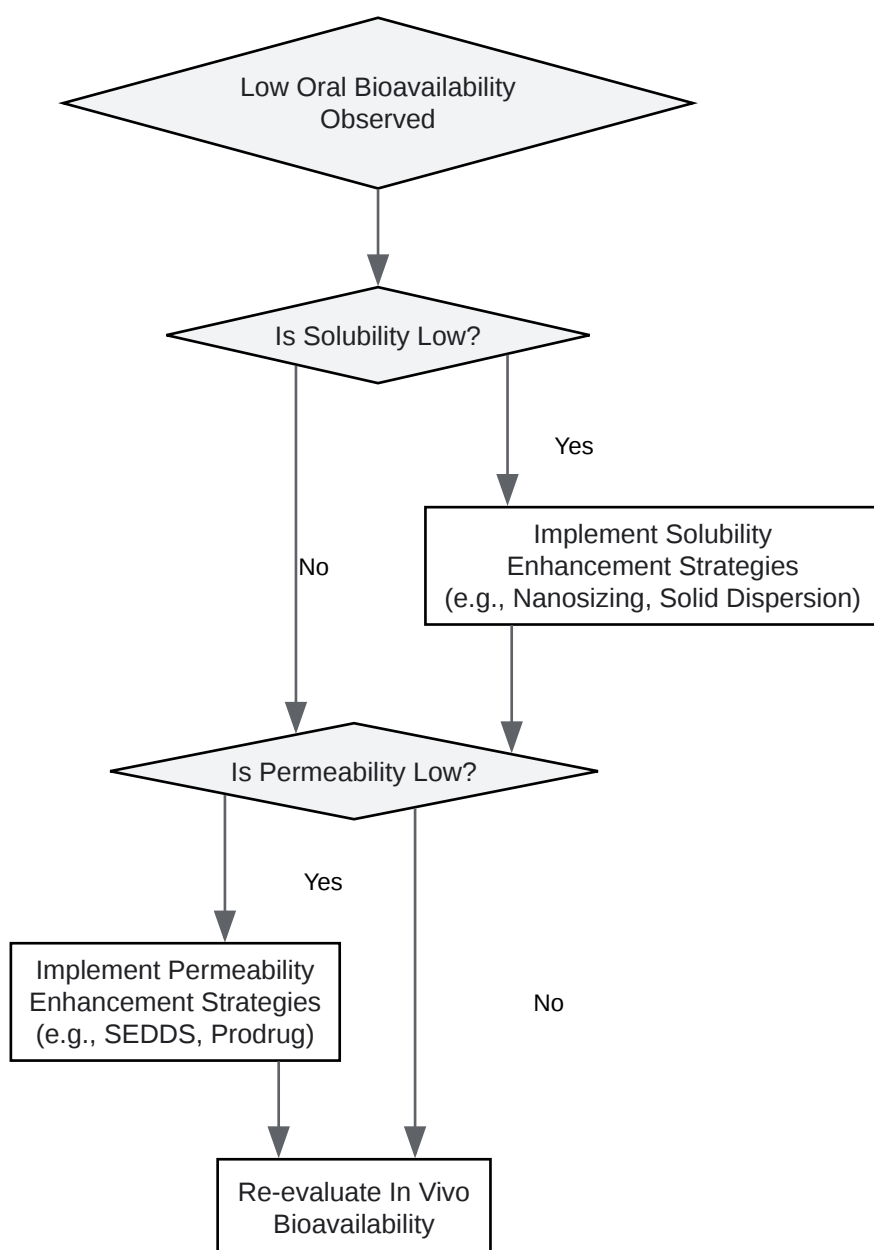 Low Oral Bioavailability
Observed
Is Solubility Low?
Yes
Implement Solubility
Enhancement Strategies
(e.g., Nanosizing, Solid Dispersion)
No
Is Permeability Low?
Yes
Implement Permeability
Enhancement Strategies
(e.g., SEDDS, Prodrug)
No
Re-evaluate In Vivo
Bioavailability